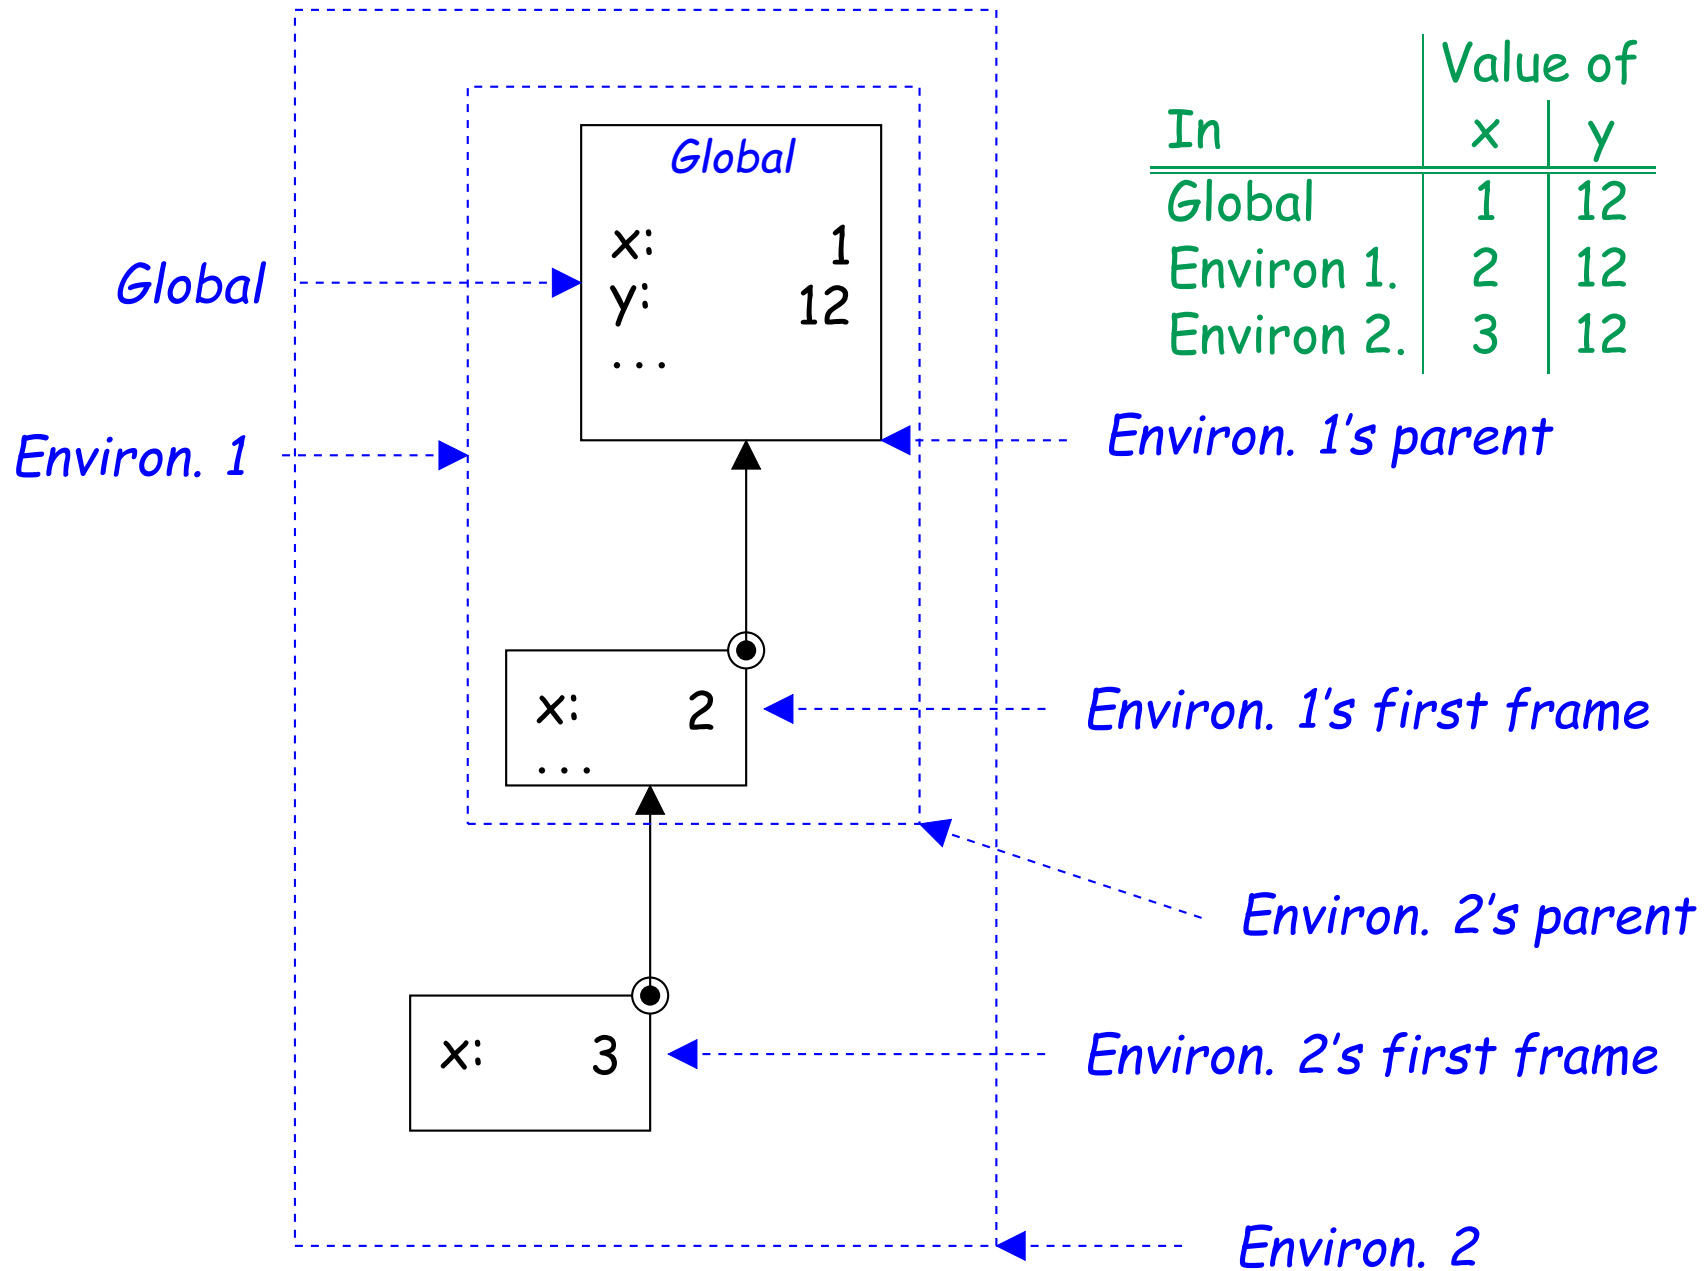 Value of
In x y
Global 1 12
Environ 1. 2 12
Environ 2. 3 12
Global
x: 1
y: 12
...
Global
Environ. 1
Environ. 1's parent
x: 2
...
Environ. 1's first frame
Environ. 2's parent
x: 3
Environ. 2's first frame
Environ. 2